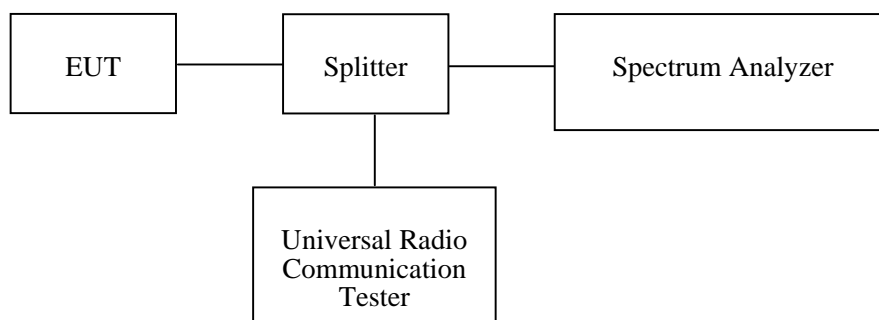 EUT
Splitter
Spectrum Analyzer
Universal Radio
Communication
Tester